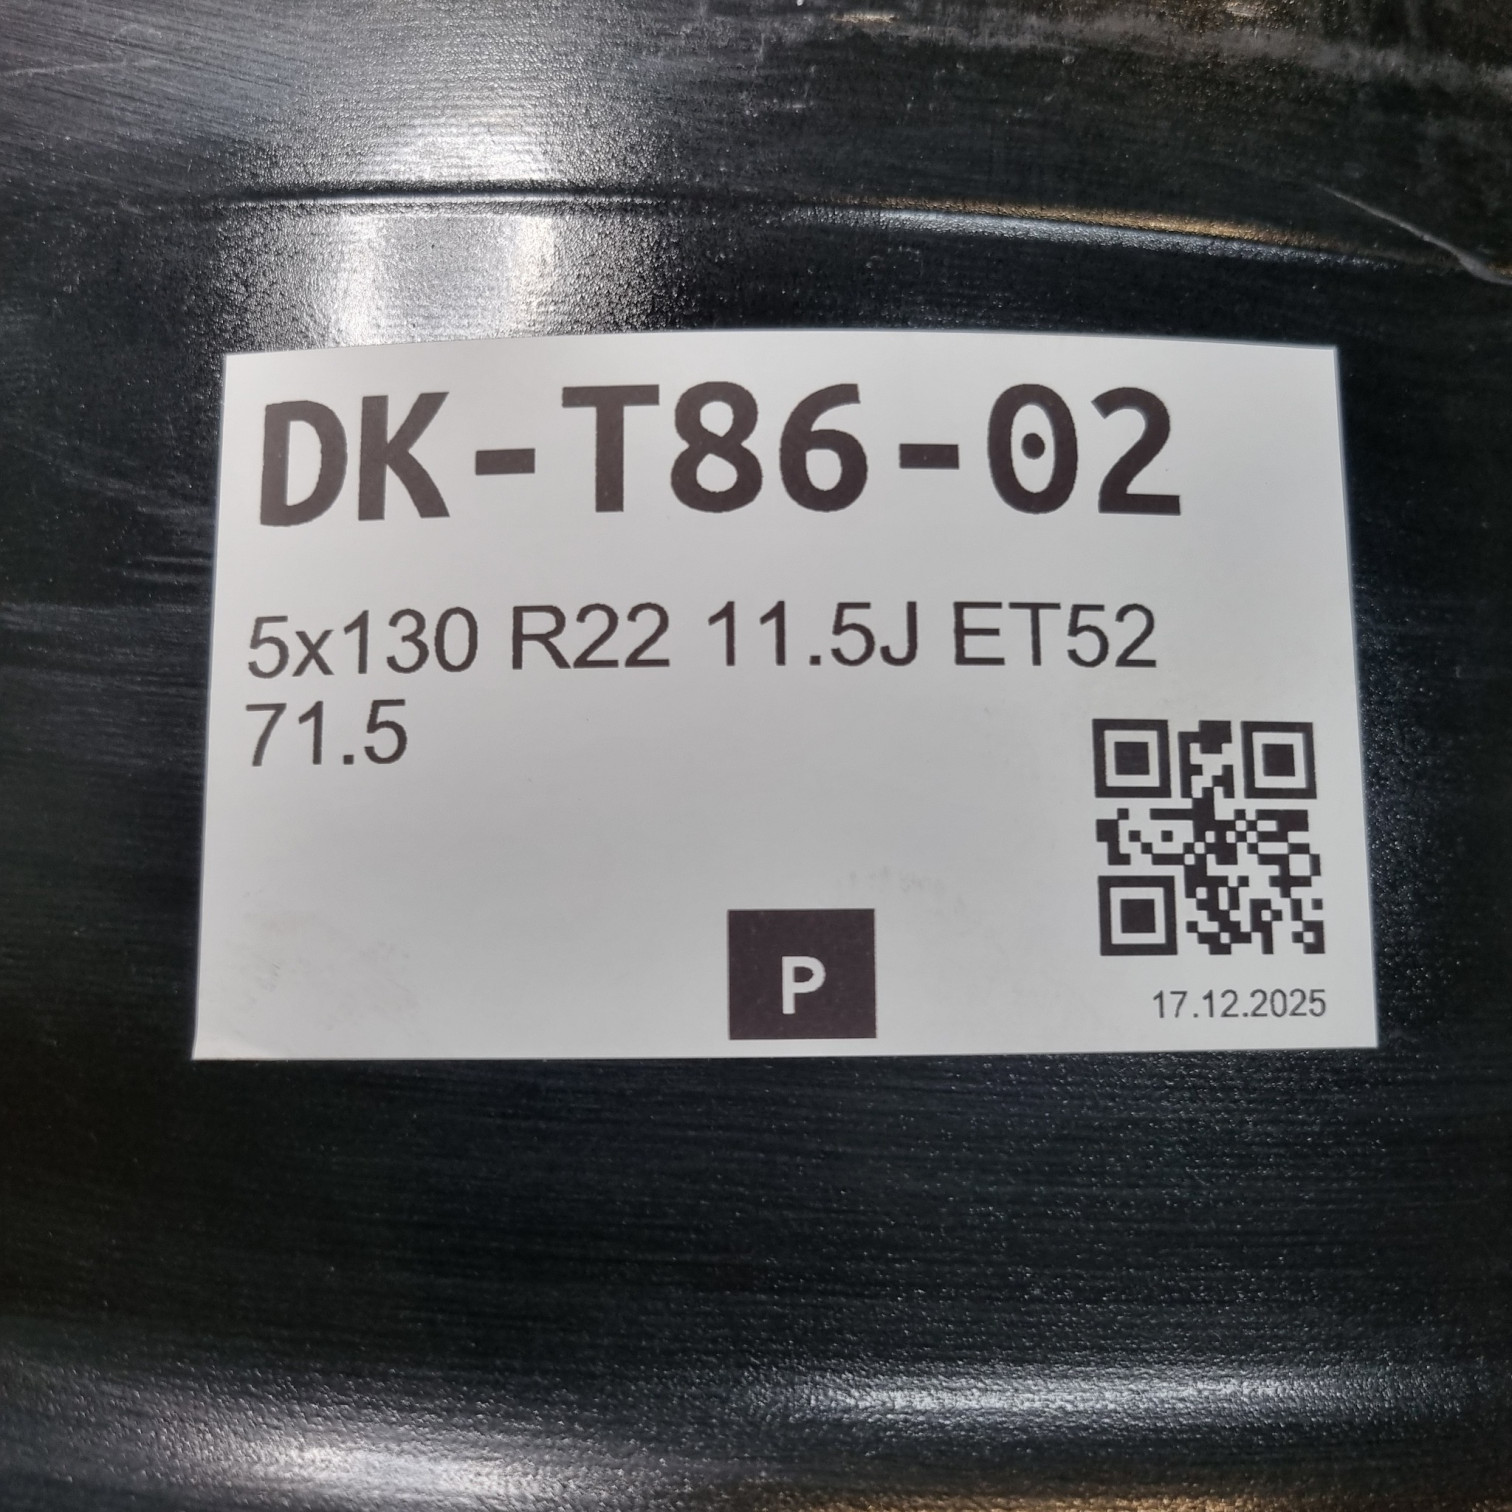 DK-T86-02
5x130 R22 11.5J ET52
71.5
P
17.12.2025